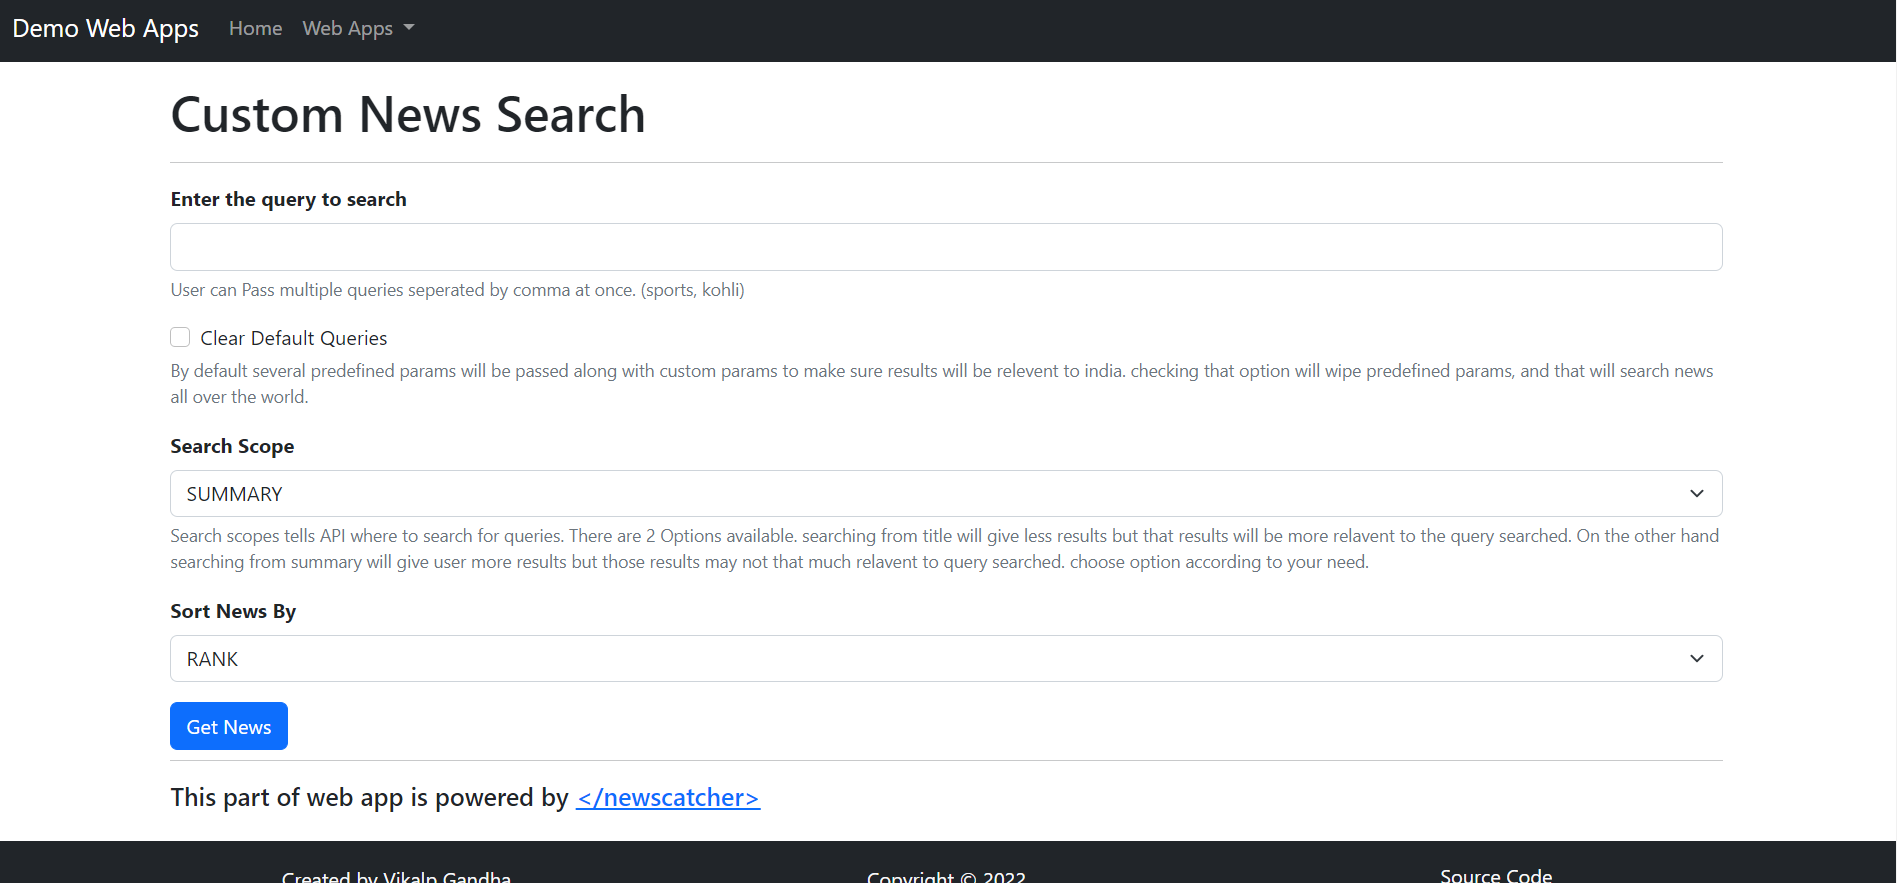 Demo Web Apps Home Web Apps
Custom News Search
Enter the query to search
User can Pass multiple queries seperated by comma at once. (sports, kohli)
Clear Default Queries
By default several predefined params will be passed along with custom params to make sure results will be relevent to india. checking that option will wipe predefined params, and that will search news
all over the world.
Search Scope
SUMMARY
Search scopes tells API where to search for queries. There are 2 Options available. searching from title will give less results but that results will be more relavent to the query searched. On the other hand
searching from summary will give user more results but those results may not that much relavent to query searched. choose option according to your need.
Sort News By
RANK
Get News
This part of web app is powered by </newscatcher>
Created by Vikalp Gandha Copyright © 2022 Source Code